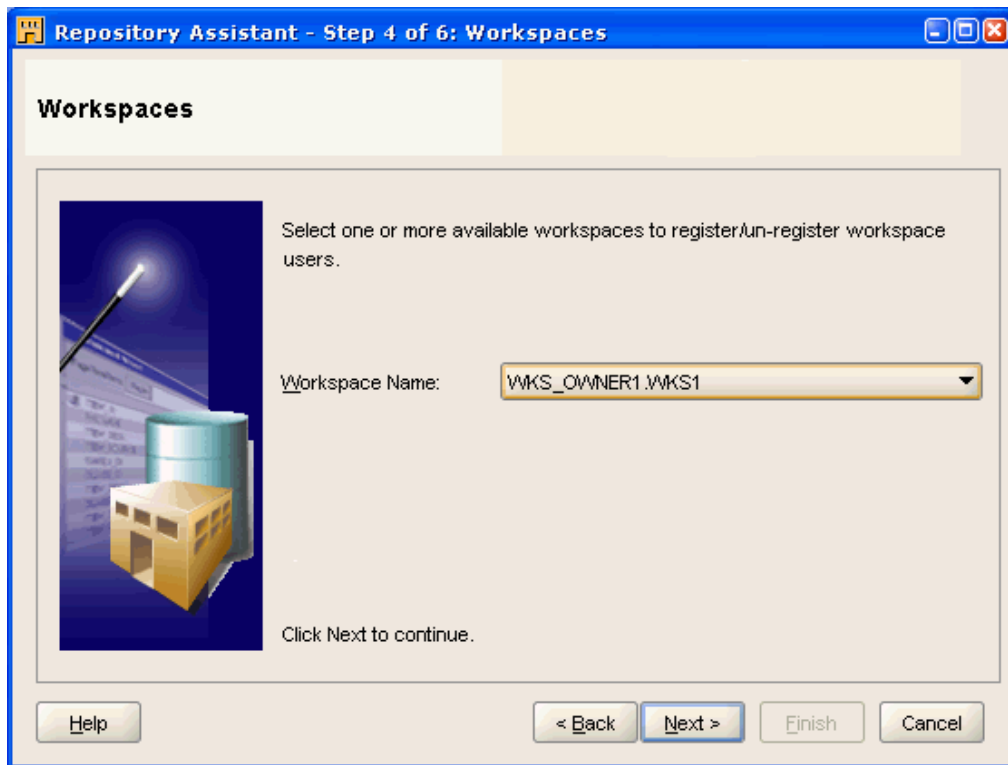 Repository Assistant - Step 4 of 6: Workspaces
Workspaces
Select one or more available workspaces to register/un-register workspace
users.
Workspace Name:
WKS_OWNER1.WKS1
Click Next to continue.
Help
< Back
Next >
Finish
Cancel